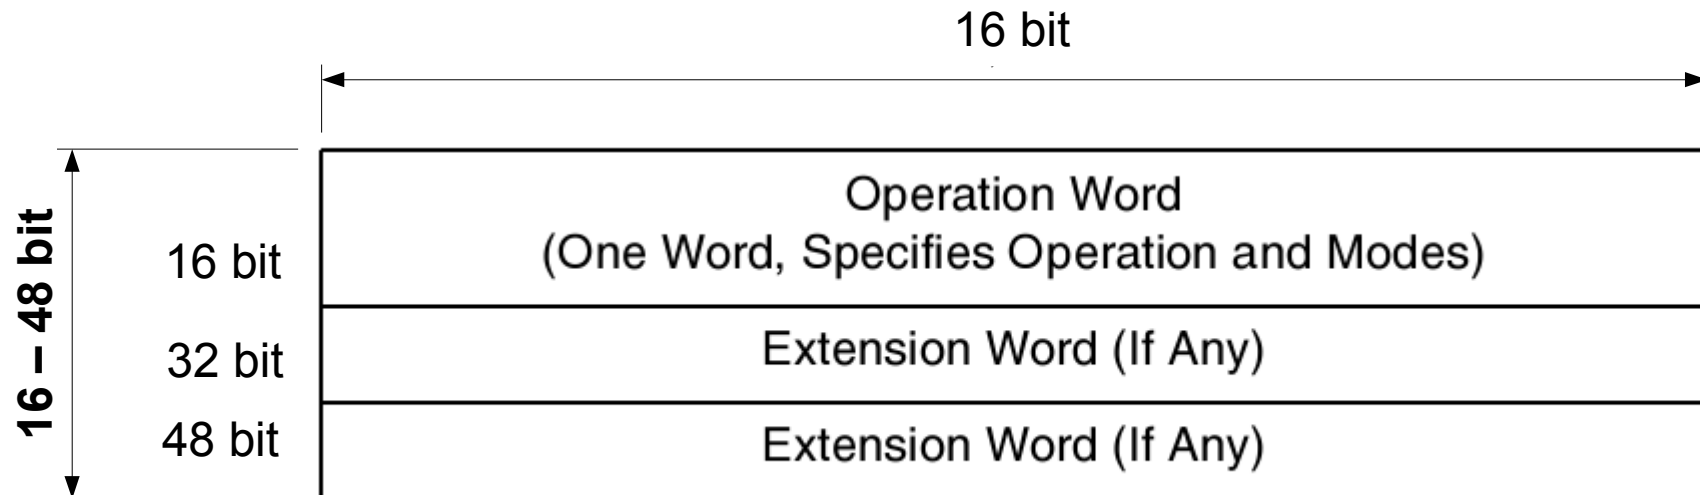 16 bit
16 – 48 bit
16 bit
Operation Word
(One Word, Specifies Operation and Modes)
32 bit
Extension Word (If Any)
48 bit
Extension Word (If Any)